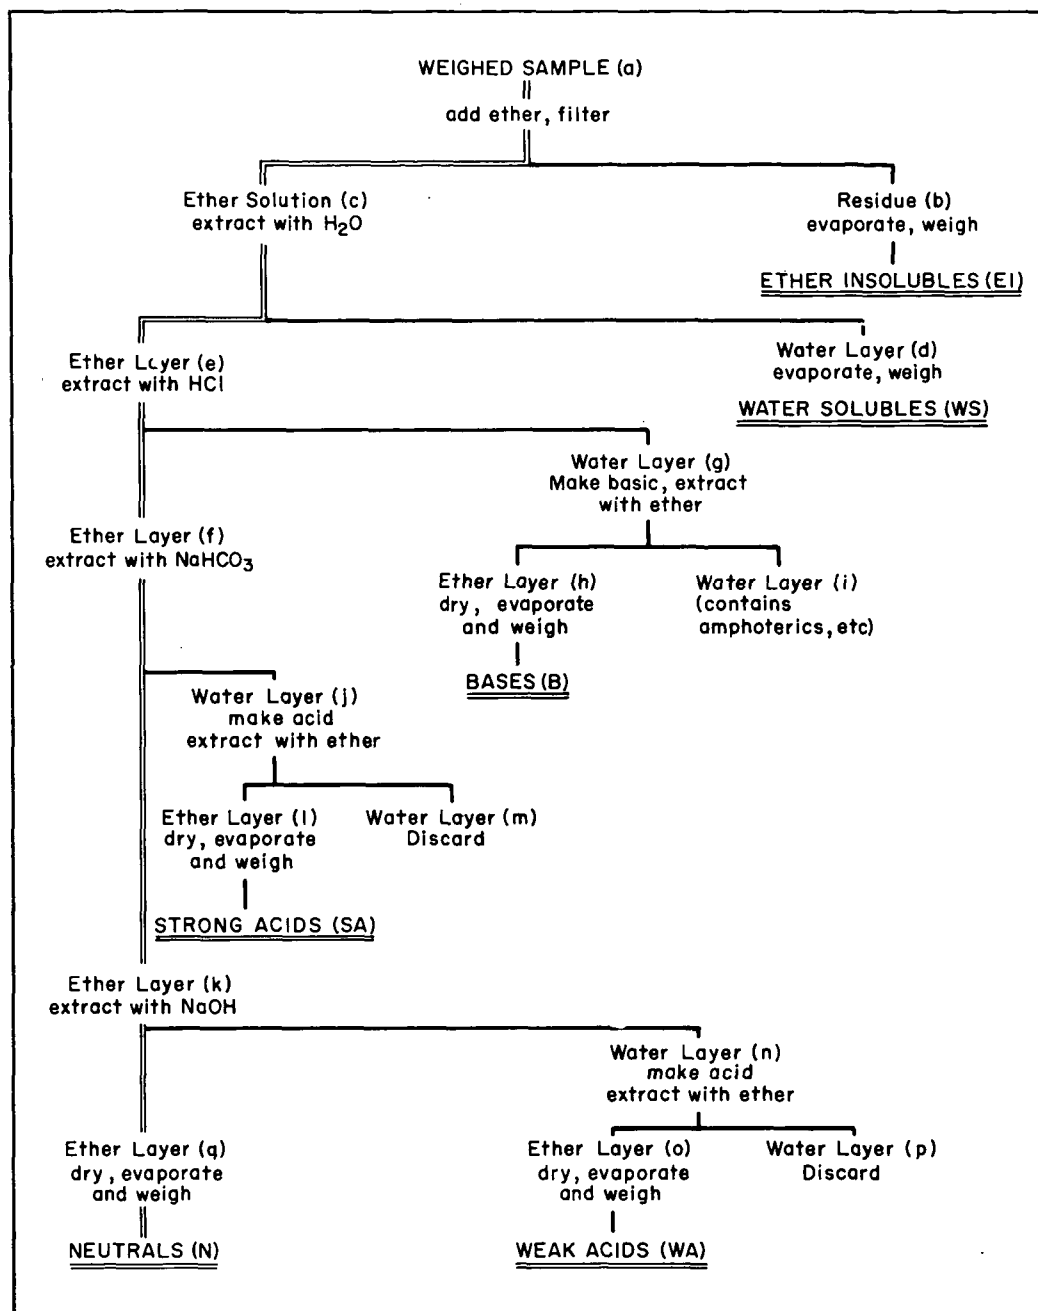 WEIGHED SAMPLE (a)
add ether, filter
Ether Solution (c)
extract with H₂O
Residue (b)
evaporate, weigh
ETHER INSOLUBLES (EI)
Ether Layer (e)
extract with HCl
Water Layer (d)
evaporate, weigh
WATER SOLUBLES (WS)
Water Layer (g)
Make basic, extract
with ether
Ether Layer (f)
extract with NaHCO₃
Ether Layer (h)
dry, evaporate
and weigh
BASES (B)
Water Layer (i)
(contains
amphoterics, etc)
Water Layer (j)
make acid
extract with ether
Ether Layer (l)
dry, evaporate
and weigh
STRONG ACIDS (SA)
Water Layer (m)
Discard
Ether Layer (k)
extract with NaOH
Water Layer (n)
make acid
extract with ether
Ether Layer (q)
dry, evaporate
and weigh
NEUTRALS (N)
Ether Layer (o)
dry, evaporate
and weigh
WEAK ACIDS (WA)
Water Layer (p)
Discard